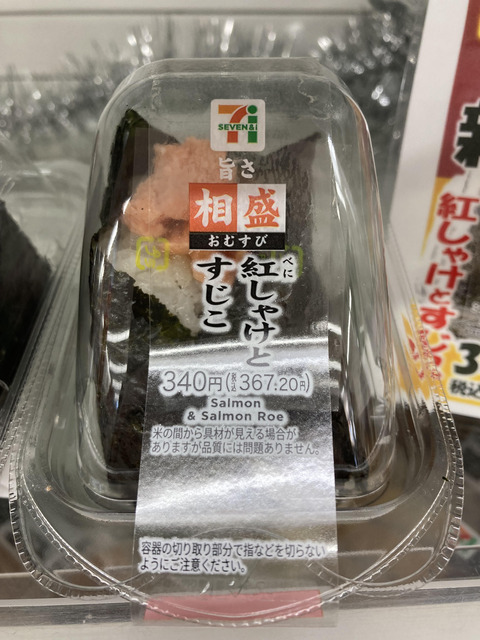 7i
SEVEN&i
旨さ
相盛
おむすび
紅しゃけと
べに
すじこ
340円(税込367.20円)
Salmon
& Salmon Roe
米の間から具材が見える場合が
ありますが品質には問題ありません。
容器の切り取り部分で指などを切らない
ようにご注意ください。
紅しゃけとす
3
税込